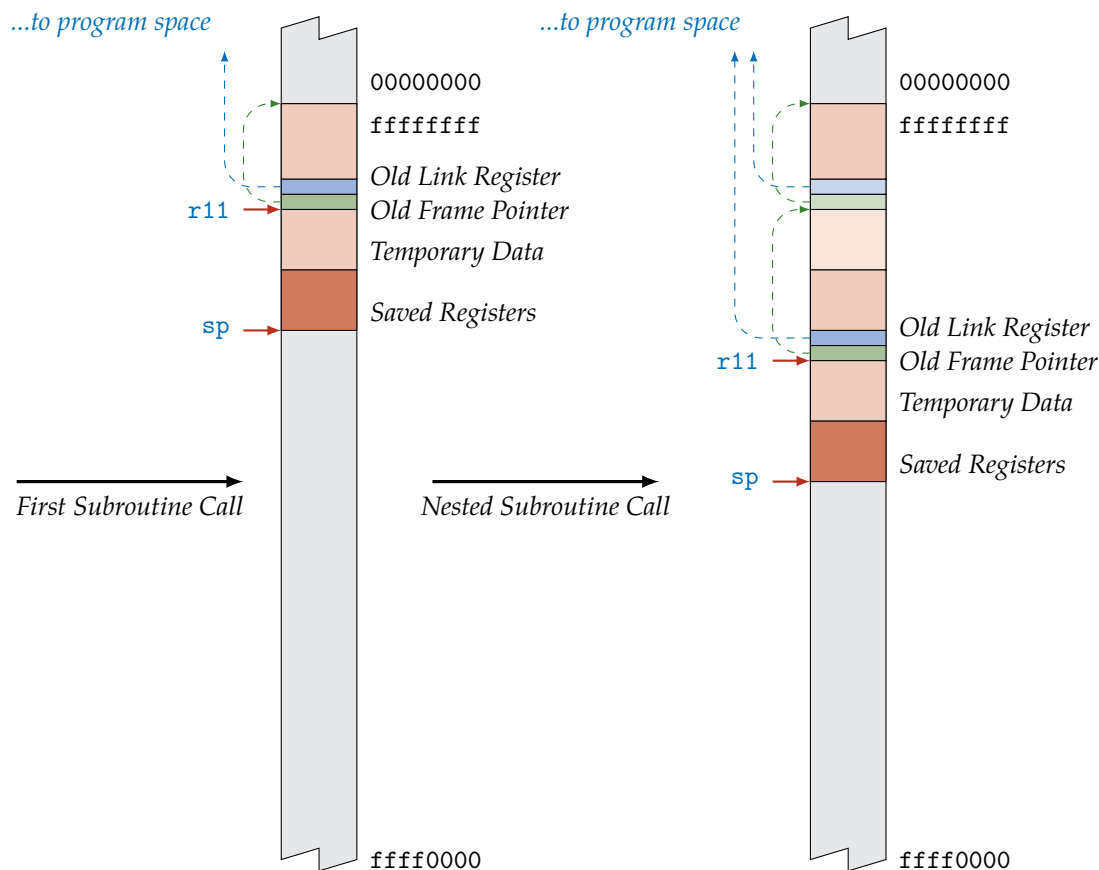 ...to program space
00000000
ffffffff
Old Link Register
r11
Old Frame Pointer
Temporary Data
sp
Saved Registers
First Subroutine Call
ffff0000
...to program space
00000000
ffffffff
Old Link Register
r11
Old Frame Pointer
Temporary Data
sp
Saved Registers
Nested Subroutine Call
ffff0000